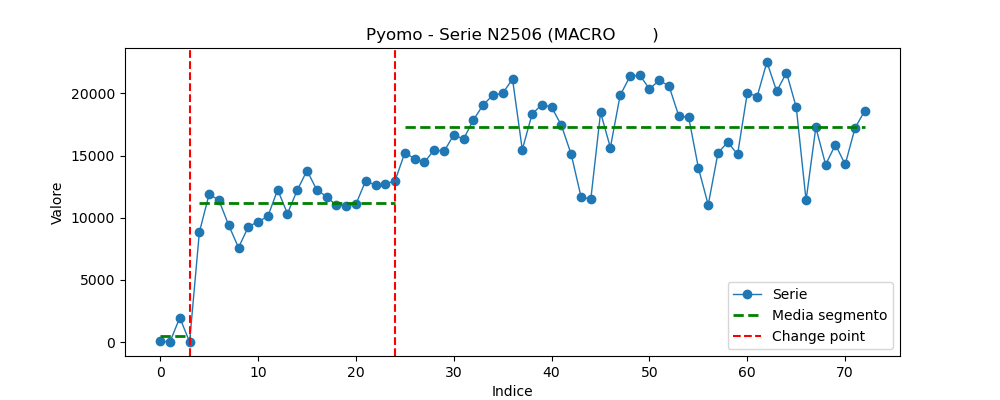 Pyomo - Serie N2506 (MACRO        )
Valore
20000
15000
10000
5000
0
0 10 20 30 40 50 60 70
Indice
Serie
Media segmento
Change point